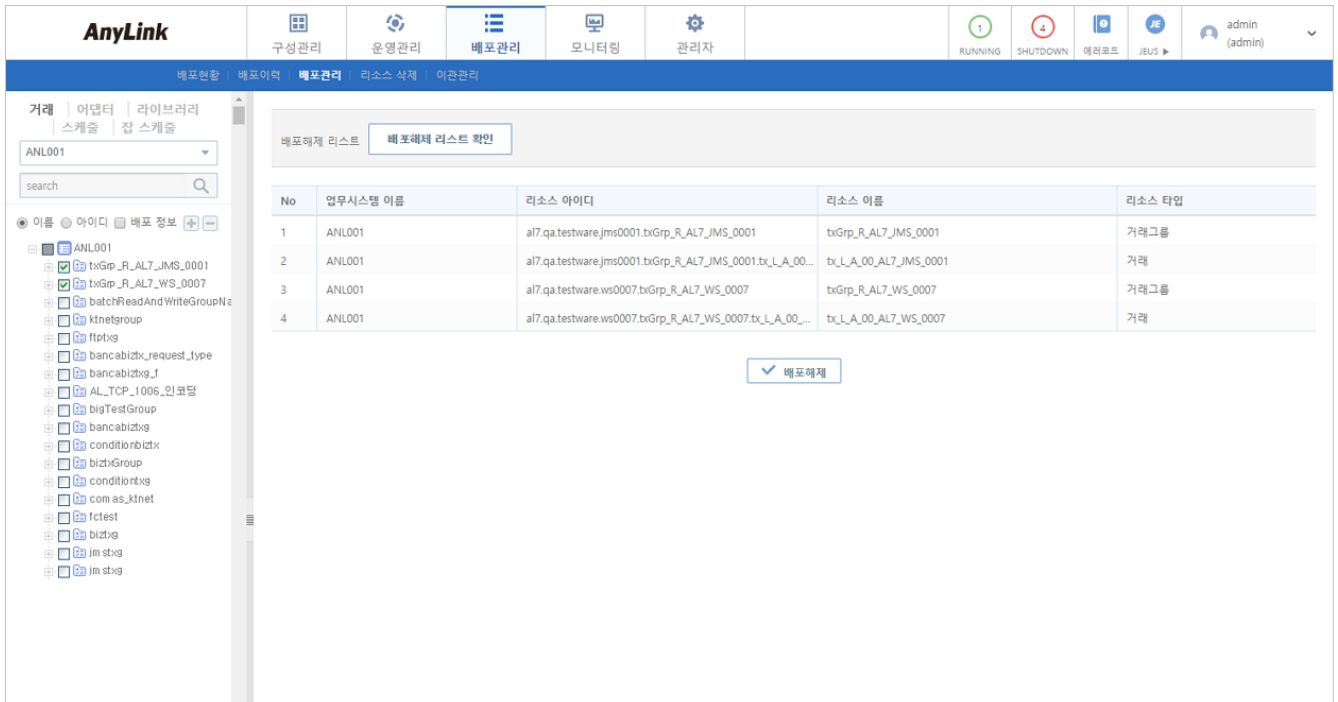 AnyLink
구성관리
운영관리
배포관리
모니터링
관리자
1
RUNNING
4
SHUTDOWN
에러코드
JE
JEUS ▶
admin
(admin)
배포현황 | 배포이력 | 배포관리 | 리소스 삭제 | 이관관리
거래 | 어댑터 | 라이브러리
| 스케줄 | 잡 스케줄
ANL001
search
이름 아이디 배포 정보
ANL001
txGrp_R_AL7_JMS_0001
txGrp_R_AL7_WS_0007
batchReadAndWriteGroupNa
ktnetgroup
ftptxg
bancabiztx_request_type
bancabiztxg_f
AL_TCP_1006_인코딩
bigTestGroup
bancabiztxg
conditionbiztx
biztxGroup
conditiontxg
comas_ktnet
fctest
biztxg
jmstxg
jmstxg
배포해제 리스트 배포해제 리스트 확인
No 업무시스템 이름 리소스 아이디 리소스 이름 리소스 타입
1 ANL001 al7.qa.testware.jms0001.txGrp_R_AL7_JMS_0001 txGrp_R_AL7_JMS_0001 거래그룹
2 ANL001 al7.qa.testware.jms0001.txGrp_R_AL7_JMS_0001.tx_L_A_00... tx_L_A_00_AL7_JMS_0001 거래
3 ANL001 al7.qa.testware.ws0007.txGrp_R_AL7_WS_0007 txGrp_R_AL7_WS_0007 거래그룹
4 ANL001 al7.qa.testware.ws0007.txGrp_R_AL7_WS_0007.tx_L_A_00_... tx_L_A_00_AL7_WS_0007 거래
배포해제